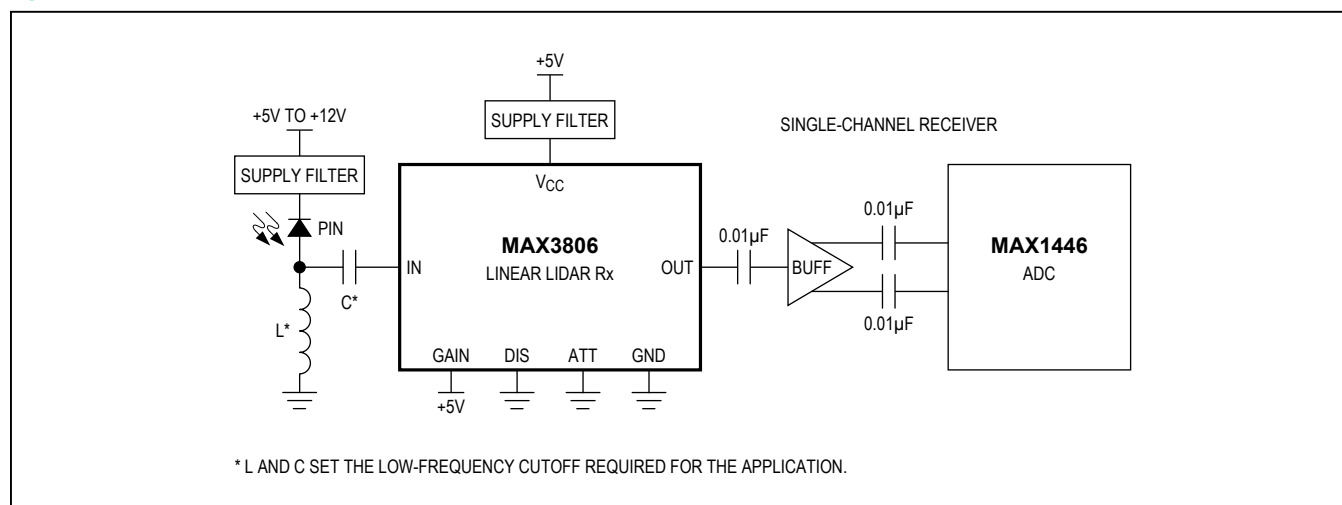 +5V
+5V TO +12V
SUPPLY FILTER
SINGLE-CHANNEL RECEIVER
SUPPLY FILTER
VCC
PIN
0.01µF
0.01µF
MAX3806
LINEAR LIDAR Rx
MAX1446
ADC
IN
OUT
BUFF
C*
L*
0.01µF
GAIN
DIS
ATT
GND
+5V
* L AND C SET THE LOW-FREQUENCY CUTOFF REQUIRED FOR THE APPLICATION.